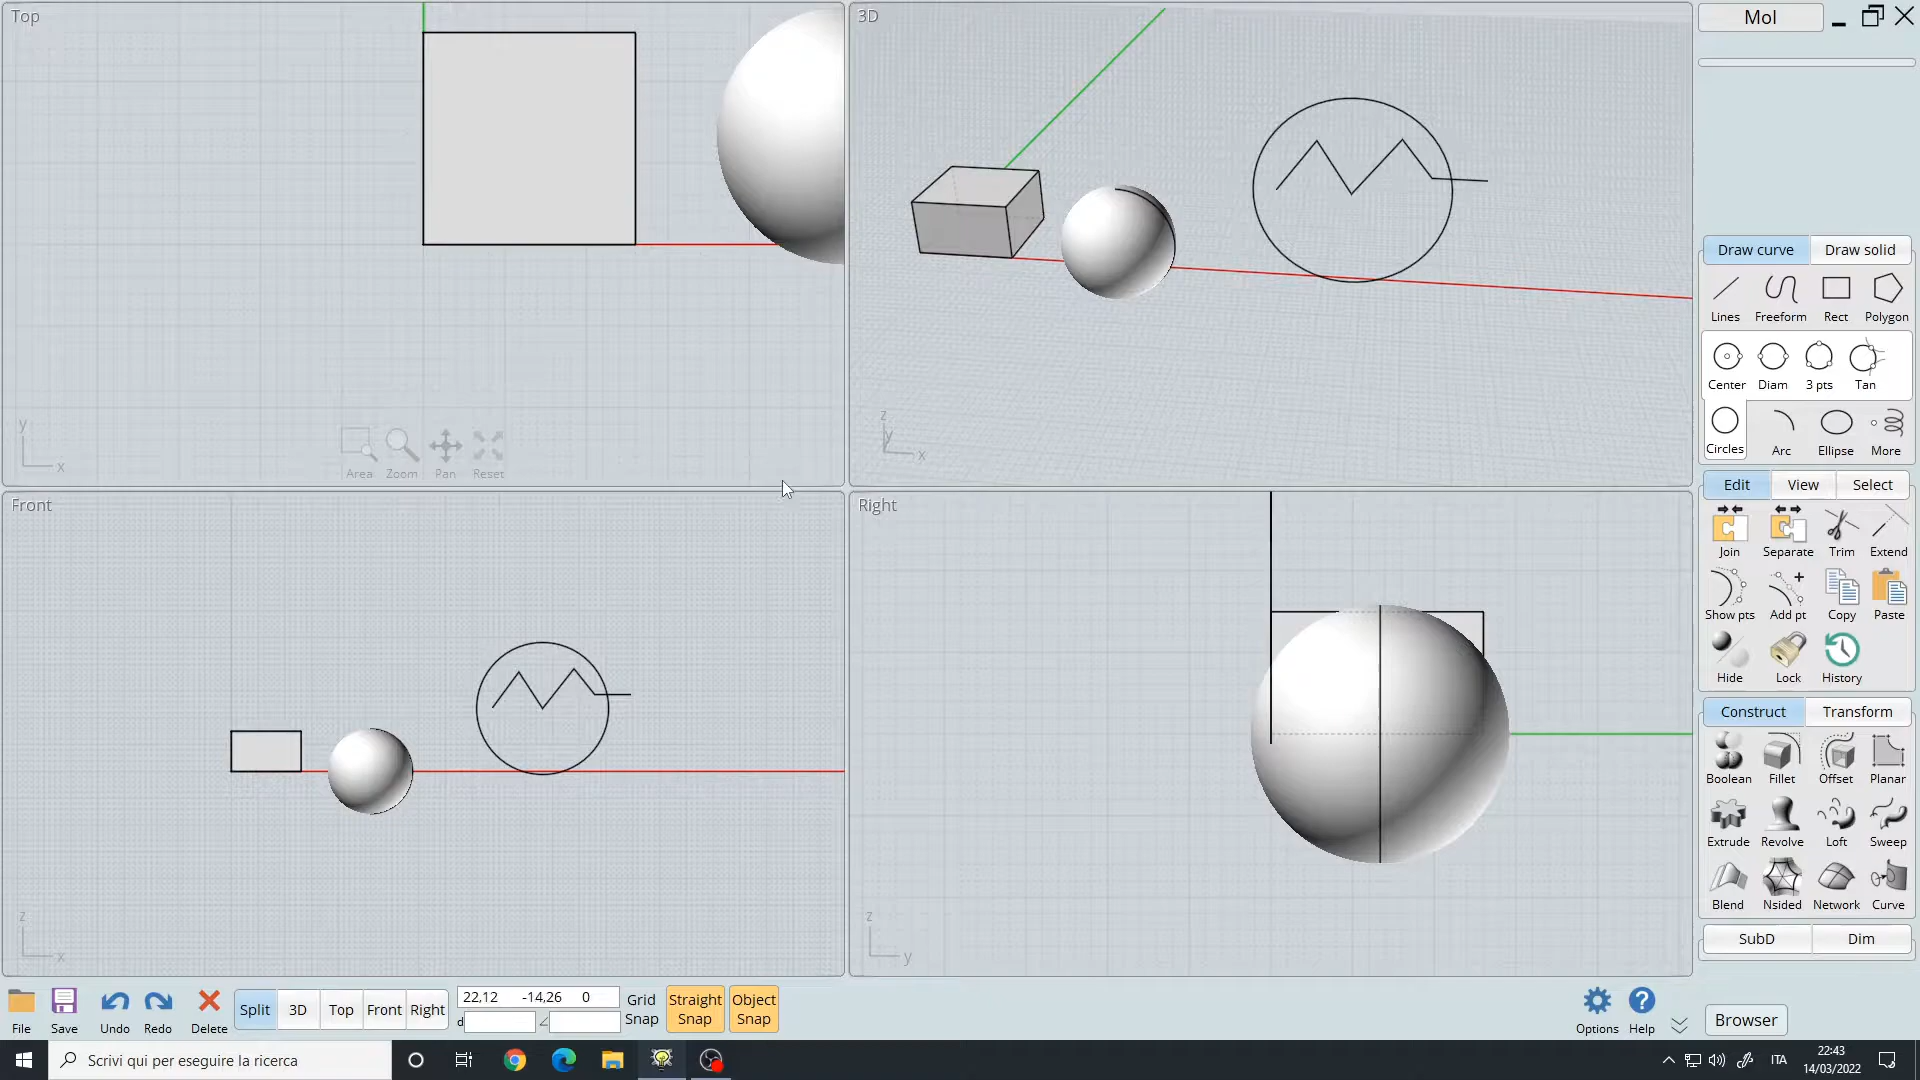 Top
y
x
Area Zoom Pan Reset
3D
z
y
x
Front
z
x
Right
z
y
MoI
Draw curve Draw solid
Lines Freeform Rect Polygon
Center Diam 3 pts Tan
Circles Arc Ellipse More
Edit View Select
Join Separate Trim Extend
Show pts Add pt Copy Paste
Hide Lock History
Construct Transform
Boolean Fillet Offset Planar
Extrude Revolve Loft Sweep
Blend Nsided Network Curve
SubD Dim
File Save Undo Redo Delete
Split 3D Top Front Right
22,12 -14,26 0
d
Grid Snap
Straight Snap
Object Snap
Options Help
Browser
Scrivi qui per eseguire la ricerca
ITA
22:43
14/03/2022